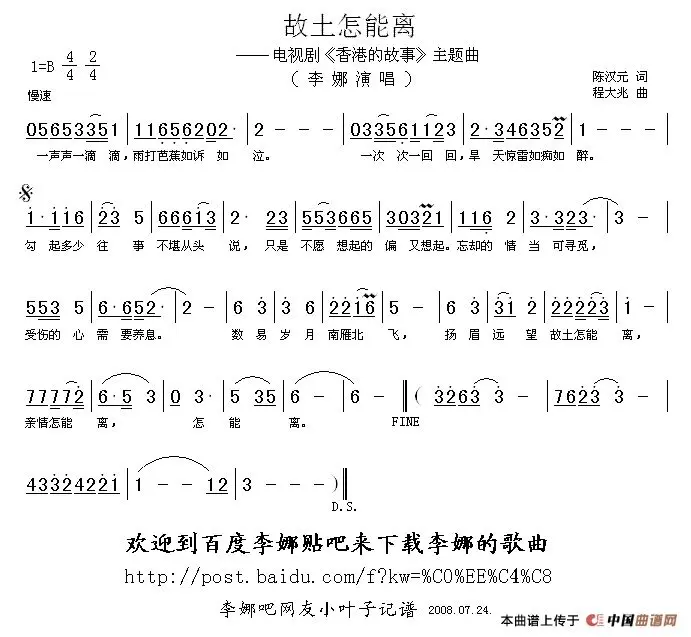 故土怎能离
—— 电视剧《香港的故事》主题曲
（李娜演唱）
1=B 4/4 2/4
慢速
陈汉元 词
程大兆 曲
05653351 | 11656202· | 2 - - - | 033561123 | 2·346352 | 1 - - - |
一声声一滴滴,雨打芭蕉如诉 如 泣。 一次 次一回 回,旱 天惊雷如痴如 醉。
1·116 | 23 5 | 66613 | 2· 23 | 553665 | 30321 | 116 2 | 3·323· | 3 - |
勾 起多少 往 事 不堪从头 说, 只是 不愿 想起的 偏 又想起。忘却的 情 当 可寻觅,
553 5 | 6·652· | 2 - | 6 3 | 3 6 | 22116 | 5 - | 6 3 | 31 2 | 222223 | 1 - |
受伤的 心 需 要养息。 数 易 岁 月 南雁北 飞, 扬 眉 远 望 故土怎能 离,
77772 | 6·5 3 | 0 3· | 5 35 | 6 - | 6 - ‖( 3263 3 - | 7623 3 - |
亲情怎能 离, 怎 能 离。 FINE
43324221 | 1 - - 12 | 3 - - - )‖
D.S.
欢迎到百度李娜贴吧来下载李娜的歌曲
http://post.baidu.com/f?kw=%C0%EE%C4%C8
李娜吧网友小叶子记谱 2008.07.24.
本曲谱上传于 中国曲谱网